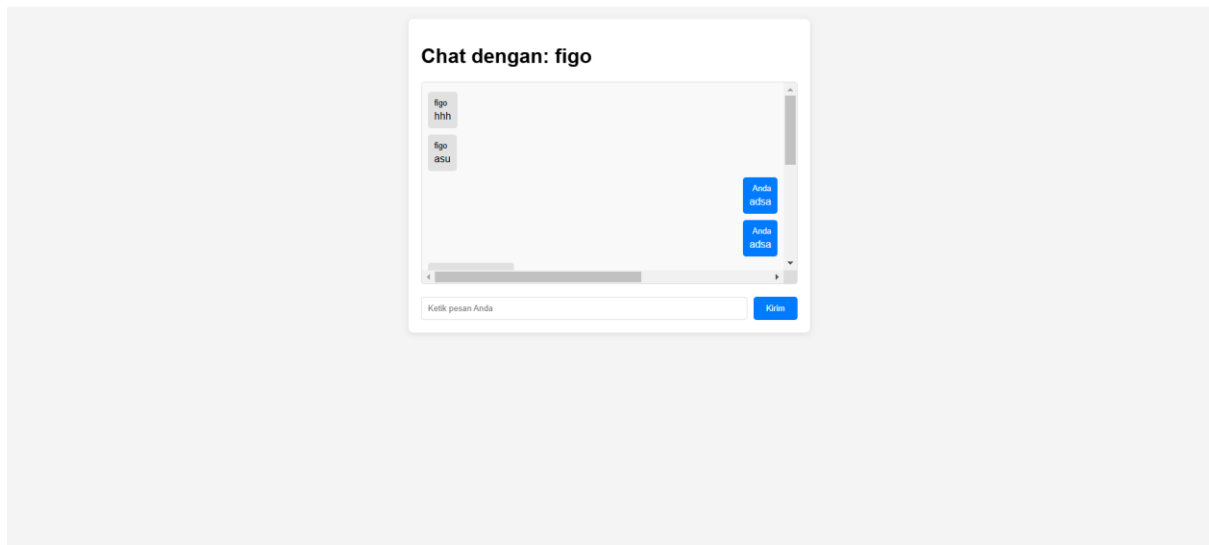 Chat dengan: figo
figo
hhh
figo
asu
Anda
adsa
Anda
adsa
Ketik pesan Anda
Kirim